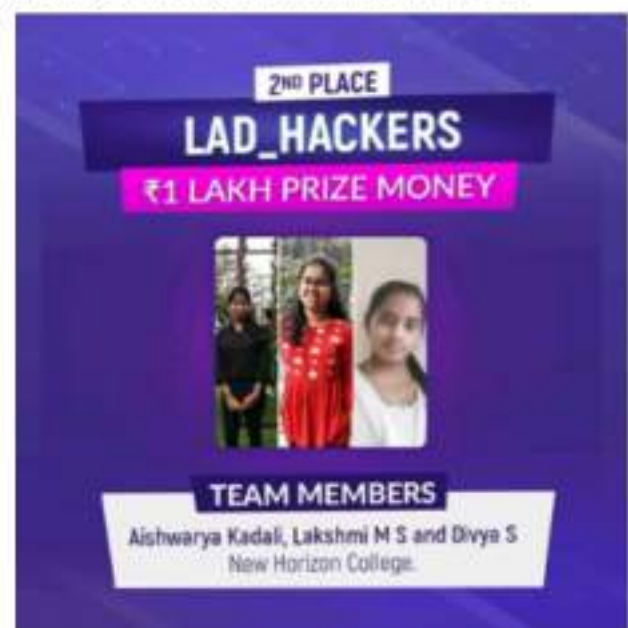 2ND PLACE
LAD_HACKERS
₹1 LAKH PRIZE MONEY
TEAM MEMBERS
Aishwarya Kadali, Lakshmi M S and Divya S
New Horizon College.